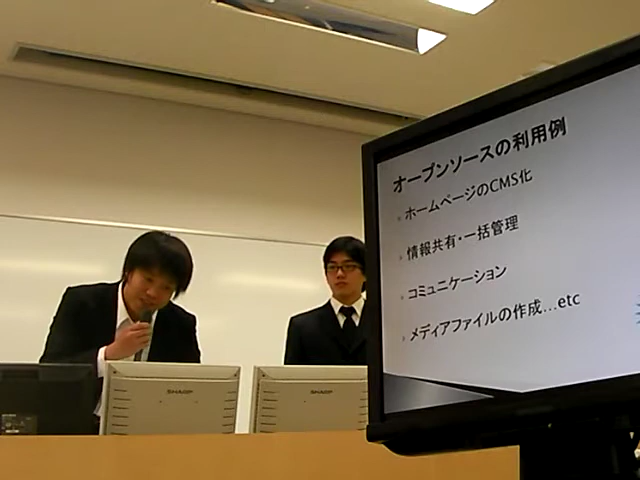 オープンソースの利用例
ホームページのCMS化
情報共有・一括管理
コミュニケーション
メディアファイルの作成...etc
SHARP
SHARP